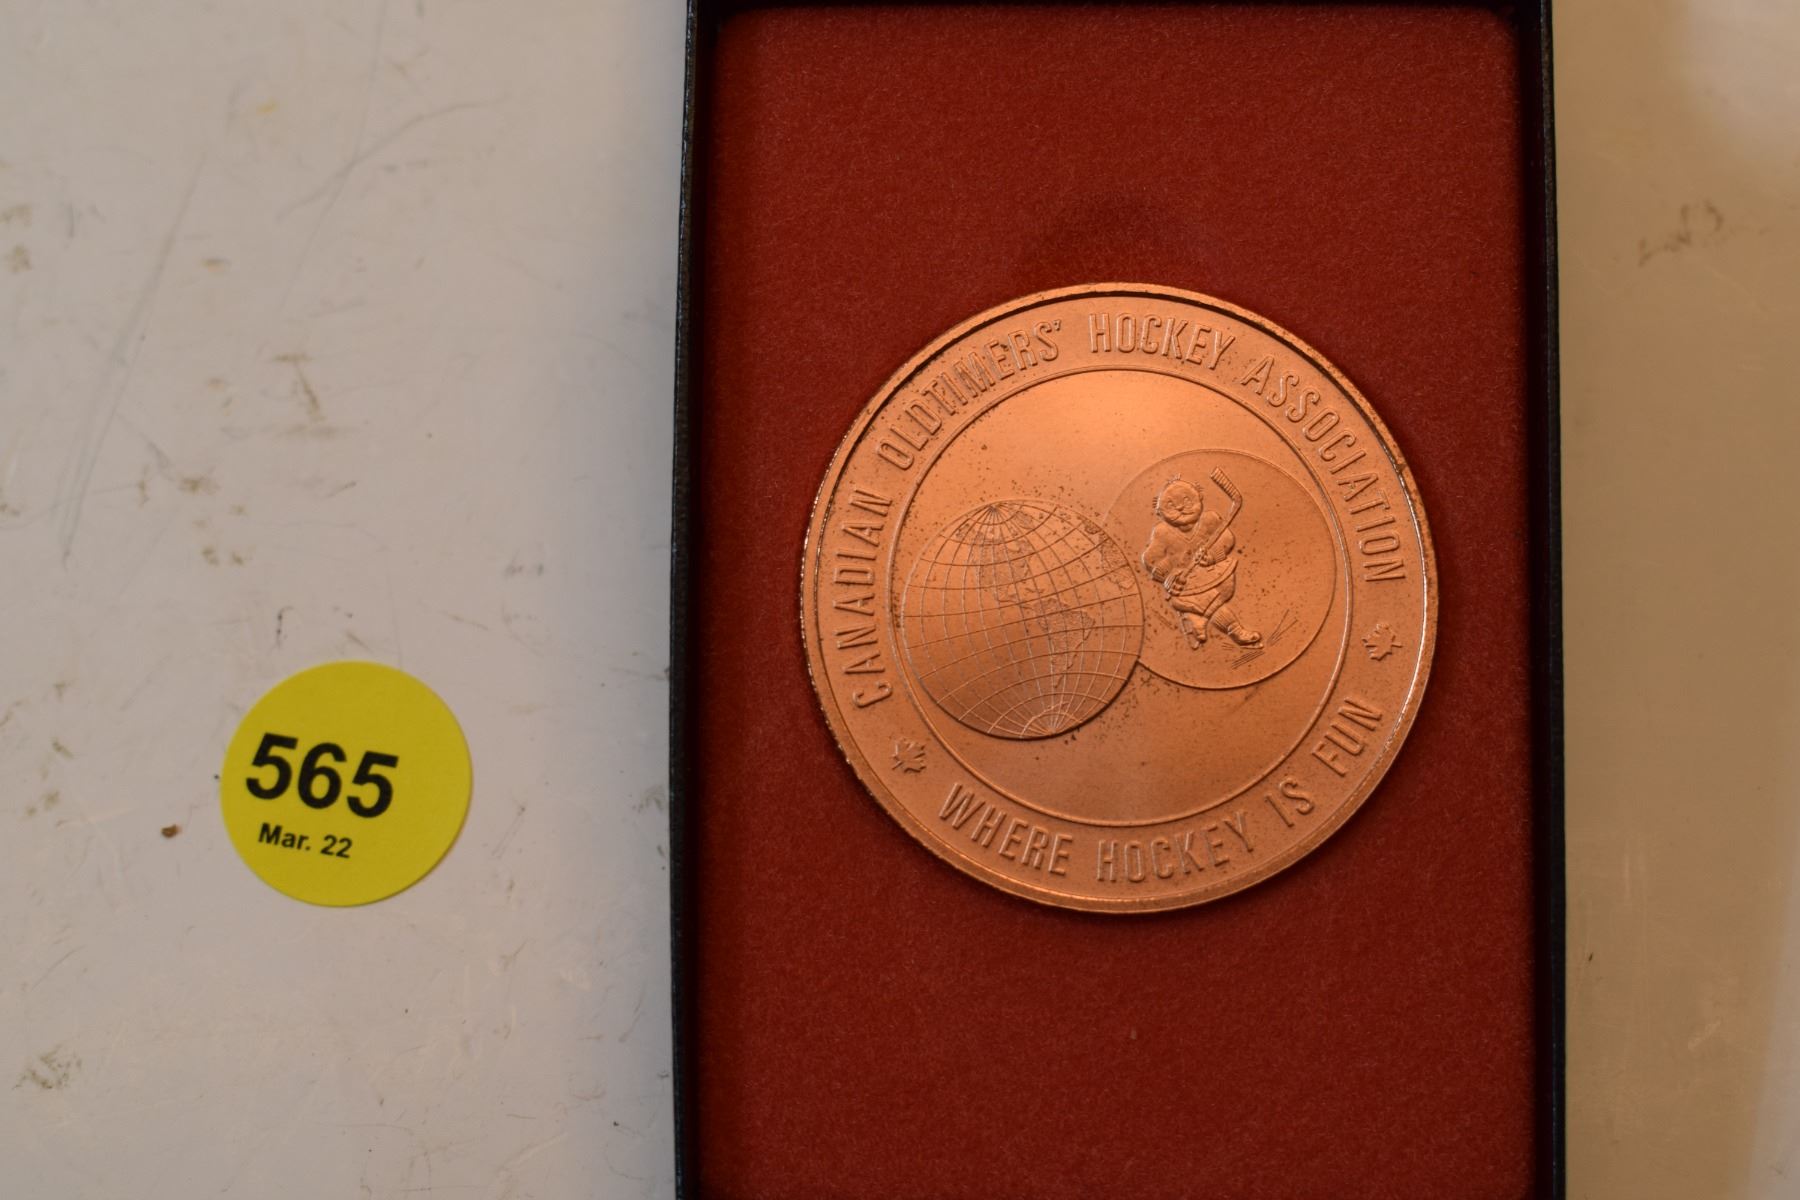 565
Mar. 22
CANADIAN OLDTIMERS' HOCKEY ASSOCIATION
WHERE HOCKEY IS FUN